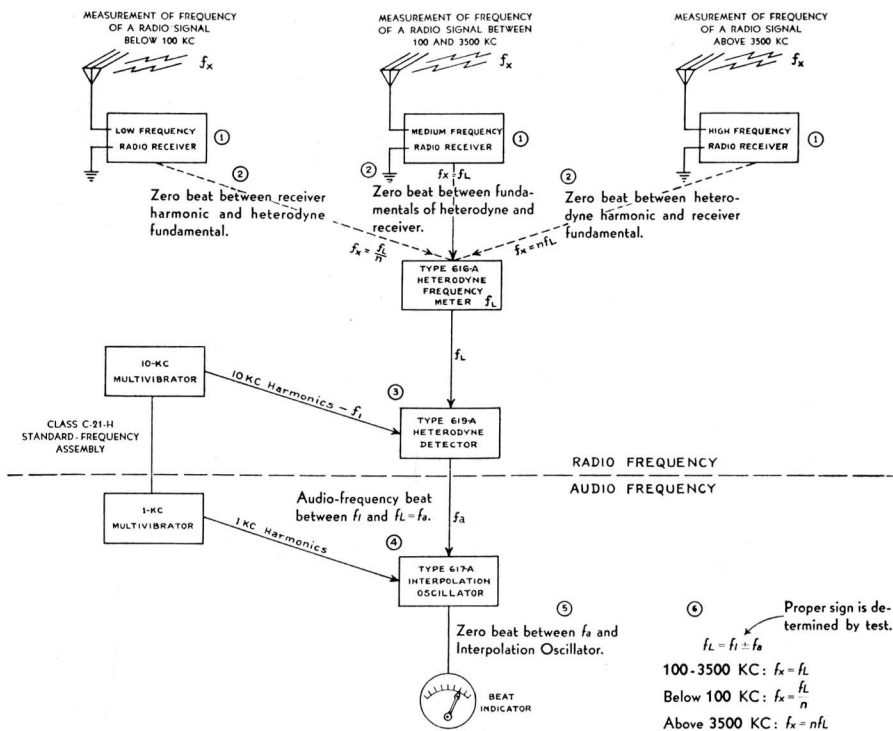 MEASUREMENT OF FREQUENCY
OF A RADIO SIGNAL
BELOW 100 KC
MEASUREMENT OF FREQUENCY
OF A RADIO SIGNAL BETWEEN
100 AND 3500 KC
MEASUREMENT OF FREQUENCY
OF A RADIO SIGNAL
ABOVE 3500 KC
fx
fx
fx
LOW FREQUENCY
RADIO RECEIVER
1
MEDIUM FREQUENCY
RADIO RECEIVER
1
HIGH FREQUENCY
RADIO RECEIVER
1
2
Zero beat between receiver
harmonic and heterodyne
fundamental.
fx = fL/n
2
fx = fL
Zero beat between funda-
mentals of heterodyne and
receiver.
2
Zero beat between hetero-
dyne harmonic and receiver
fundamental.
fx = nfL
TYPE 616-A
HETERODYNE
FREQUENCY
METER fL
fL
10-KC
MULTIVIBRATOR
10KC Harmonics – f1
3
TYPE 619-A
HETERODYNE
DETECTOR
CLASS C-21-H
STANDARD-FREQUENCY
ASSEMBLY
RADIO FREQUENCY
AUDIO FREQUENCY
1-KC
MULTIVIBRATOR
1KC Harmonics
Audio-frequency beat
between f1 and fL=fa.
fa
4
TYPE 617-A
INTERPOLATION
OSCILLATOR
5
Zero beat between fa and
Interpolation Oscillator.
BEAT
INDICATOR
6
Proper sign is de-
termined by test.
fL = f1 ± fa
100-3500 KC: fx = fL
Below 100 KC: fx = fL/n
Above 3500 KC: fx = nfL